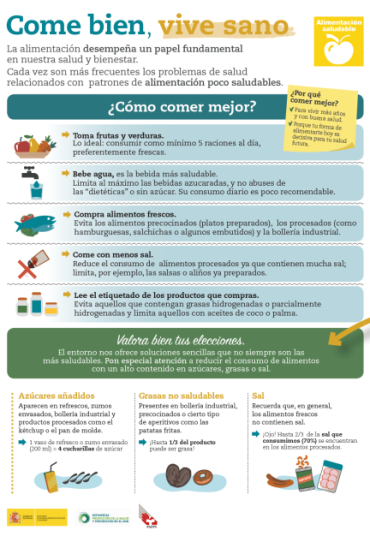 Come bien, vive sano
Alimentación
saludable
La alimentación desempeña un papel fundamental
en nuestra salud y bienestar.
Cada vez son más frecuentes los problemas de salud
relacionados con patrones de alimentación poco saludables.
¿Cómo comer mejor?
¿Por qué
comer mejor?
Para vivir más años
y con buena salud.
Porque tu forma de
alimentarte hoy es
decisiva para tu salud
futura.
Toma frutas y verduras.
Lo ideal: consumir como mínimo 5 raciones al día,
preferentemente frescas.
Bebe agua, es la bebida más saludable.
Limita al máximo las bebidas azucaradas, y no abuses de
las "dietéticas" o sin azúcar. Su consumo diario es poco recomendable.
Compra alimentos frescos.
Evita los alimentos precocinados (platos preparados), los procesados (como
hamburguesas, salchichas o algunos embutidos) y la bollería industrial.
Come con menos sal.
Reduce el consumo de alimentos procesados ya que contienen mucha sal;
limita, por ejemplo, las salsas o aliños ya preparados.
Lee el etiquetado de los productos que compras.
Evita aquellos que contengan grasas hidrogenadas o parcialmente
hidrogenadas y limita aquellos con aceites de coco o palma.
Valora bien tus elecciones.
El entorno nos ofrece soluciones sencillas que no siempre son las
más saludables. Pon especial atención a reducir el consumo de alimentos
con un alto contenido en azúcares, grasas o sal.
Azúcares añadidos
Aparecen en refrescos, zumos
envasados, bollería industrial y
productos procesados como el
kétchup o el pan de molde.
1 vaso de refresco o zumo envasado
(200 ml) = 4 cucharillas de azúcar
Grasas no saludables
Presentes en bollería industrial,
precocinados o cierto tipo
de aperitivos como las
patatas fritas.
¡Hasta 1/3 del producto
puede ser grasa!
Sal
Recuerda que, en general,
los alimentos frescos
no contienen sal.
¡Ojo! Hasta 2/3 de la sal que
consumimos (70%) se encuentran
en los alimentos procesados.